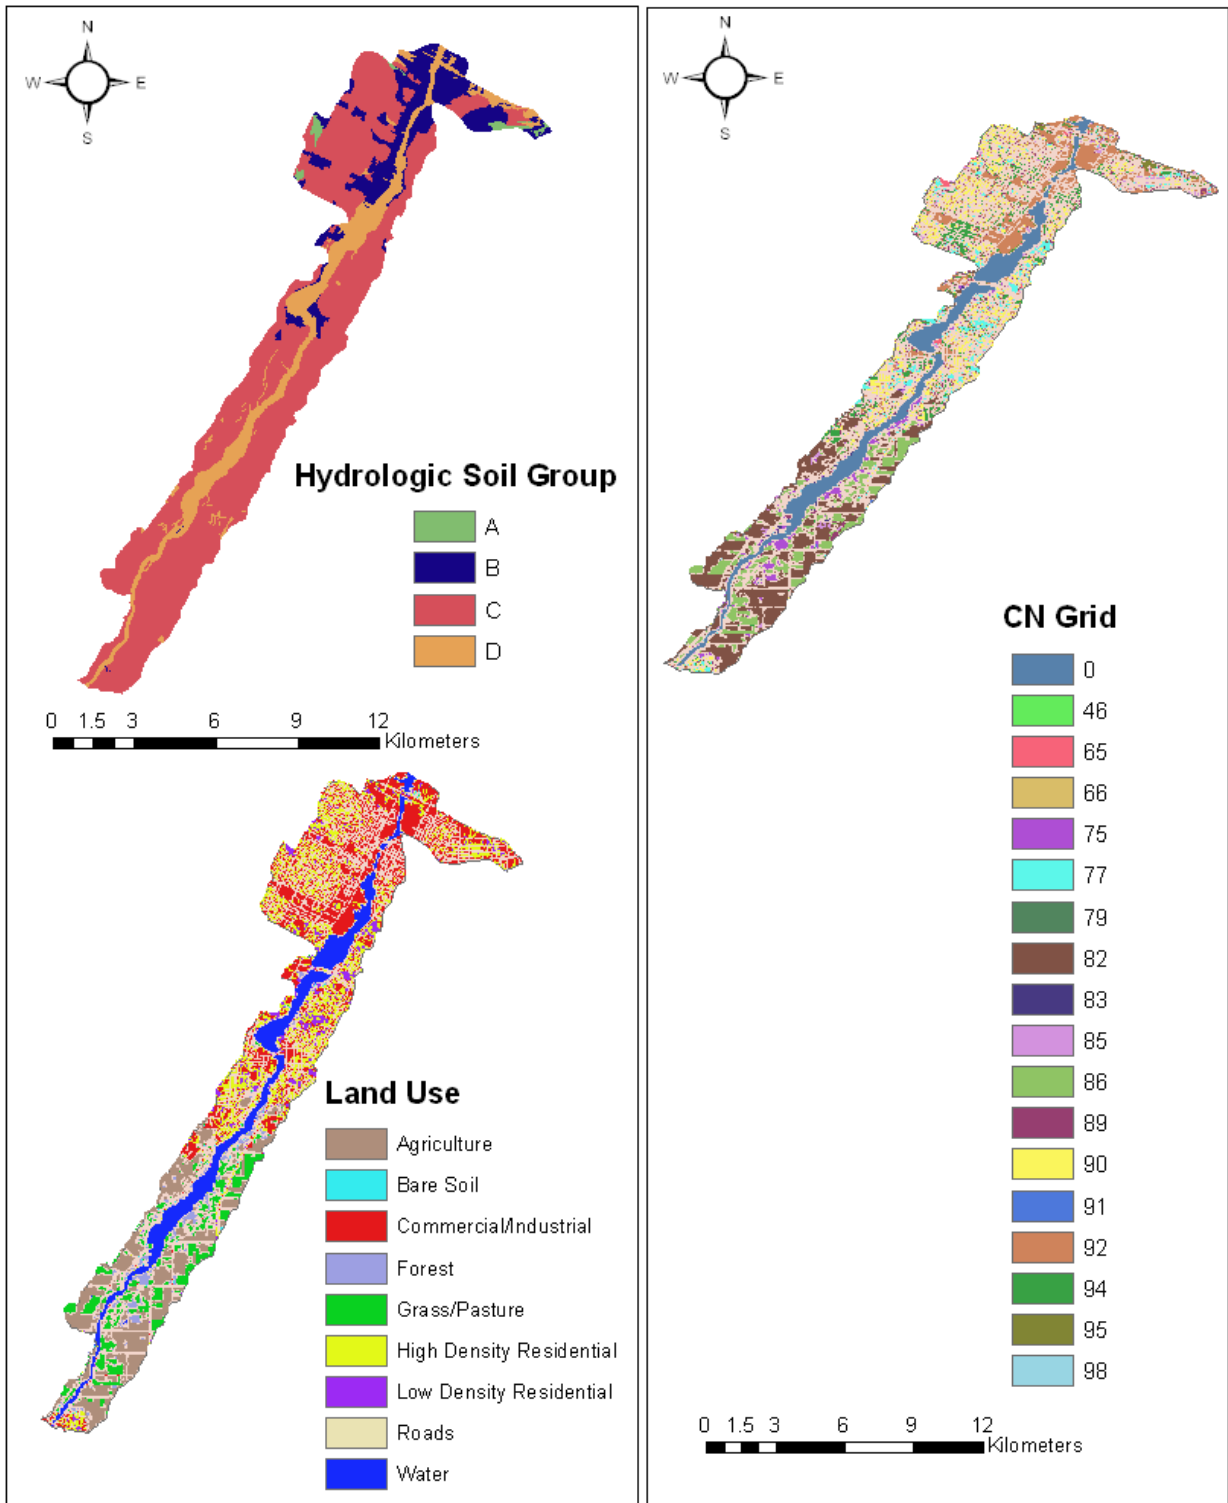 N
W E
S
Hydrologic Soil Group
A
B
C
D
0 1.5 3 6 9 12
Kilometers
Land Use
Agriculture
Bare Soil
Commercial/Industrial
Forest
Grass/Pasture
High Density Residential
Low Density Residential
Roads
Water
N
W E
S
CN Grid
0
46
65
66
75
77
79
82
83
85
86
89
90
91
92
94
95
98
0 1.5 3 6 9 12
Kilometers